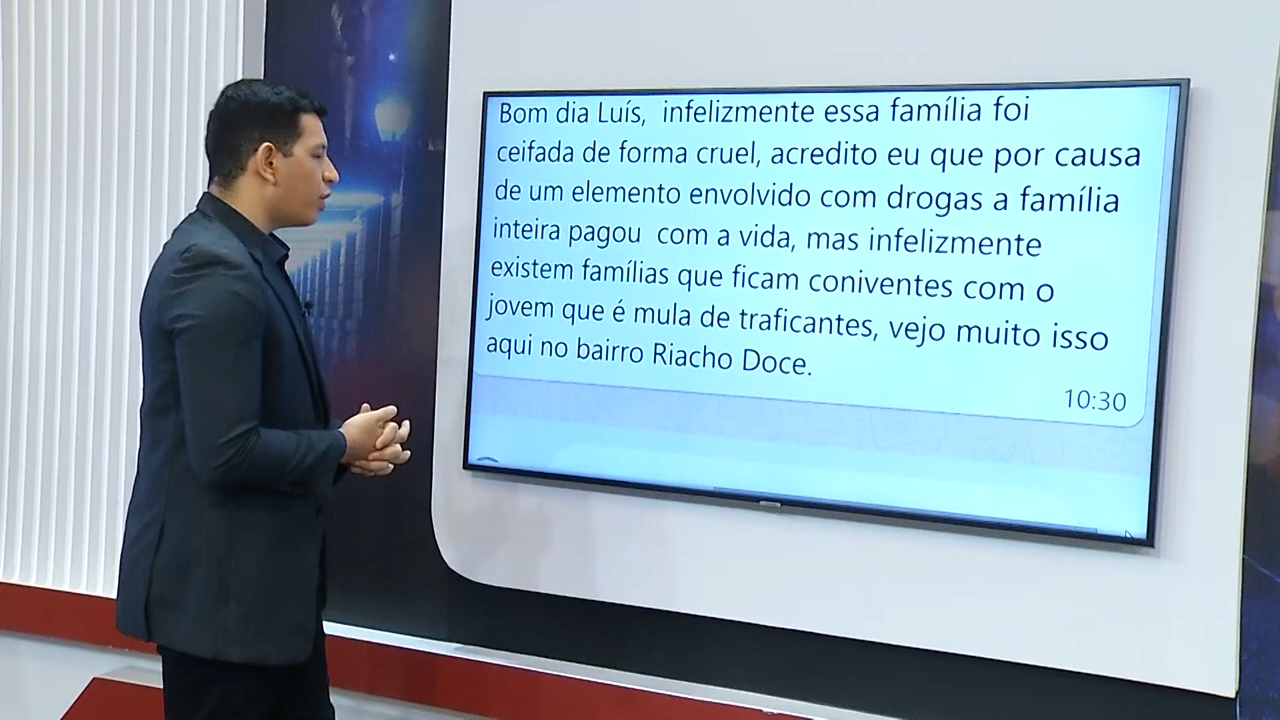 Bom dia Luís, infelizmente essa família foi
ceifada de forma cruel, acredito eu que por causa
de um elemento envolvido com drogas a família
inteira pagou com a vida, mas infelizmente
existem famílias que ficam coniventes com o
jovem que é mula de traficantes, vejo muito isso
aqui no bairro Riacho Doce.
10:30